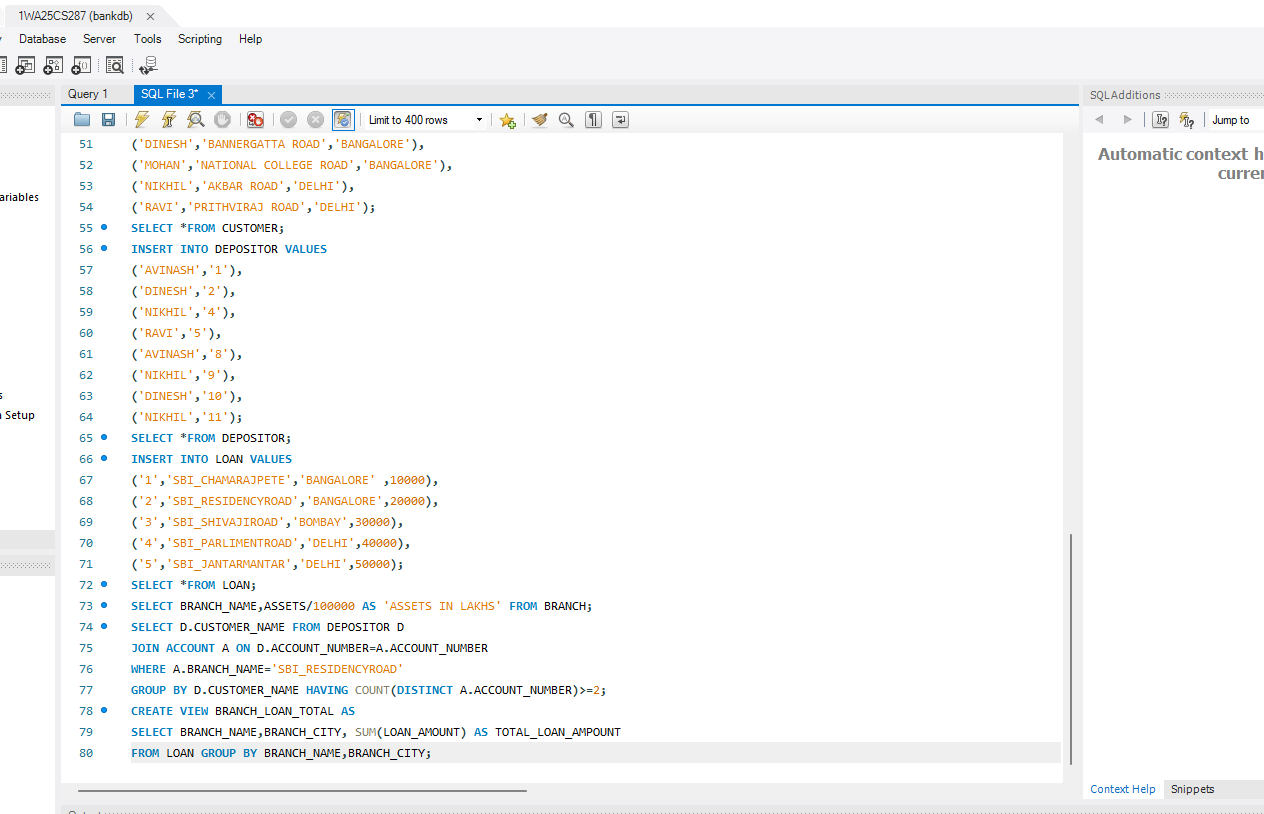 1WA25CS287 (bankdb)
Database Server Tools Scripting Help
Query 1 SQL File 3*
SQLAdditions
Limit to 400 rows
Jump to
Automatic context h
curren
ariables
s
Setup
51 ('DINESH','BANNERGATTA ROAD','BANGALORE'),
52 ('MOHAN','NATIONAL COLLEGE ROAD','BANGALORE'),
53 ('NIKHIL','AKBAR ROAD','DELHI'),
54 ('RAVI','PRITHVIRAJ ROAD','DELHI');
55 SELECT *FROM CUSTOMER;
56 INSERT INTO DEPOSITOR VALUES
57 ('AVINASH','1'),
58 ('DINESH','2'),
59 ('NIKHIL','4'),
60 ('RAVI','5'),
61 ('AVINASH','8'),
62 ('NIKHIL','9'),
63 ('DINESH','10'),
64 ('NIKHIL','11');
65 SELECT *FROM DEPOSITOR;
66 INSERT INTO LOAN VALUES
67 ('1','SBI_CHAMARAJPETE','BANGALORE' ,10000),
68 ('2','SBI_RESIDENCYROAD','BANGALORE',20000),
69 ('3','SBI_SHIVAJIROAD','BOMBAY',30000),
70 ('4','SBI_PARLIMENTROAD','DELHI',40000),
71 ('5','SBI_JANTARMANTAR','DELHI',50000);
72 SELECT *FROM LOAN;
73 SELECT BRANCH_NAME,ASSETS/100000 AS 'ASSETS IN LAKHS' FROM BRANCH;
74 SELECT D.CUSTOMER_NAME FROM DEPOSITOR D
75 JOIN ACCOUNT A ON D.ACCOUNT_NUMBER=A.ACCOUNT_NUMBER
76 WHERE A.BRANCH_NAME='SBI_RESIDENCYROAD'
77 GROUP BY D.CUSTOMER_NAME HAVING COUNT(DISTINCT A.ACCOUNT_NUMBER)>=2;
78 CREATE VIEW BRANCH_LOAN_TOTAL AS
79 SELECT BRANCH_NAME,BRANCH_CITY, SUM(LOAN_AMOUNT) AS TOTAL_LOAN_AMPOUNT
80 FROM LOAN GROUP BY BRANCH_NAME,BRANCH_CITY;
Context Help Snippets